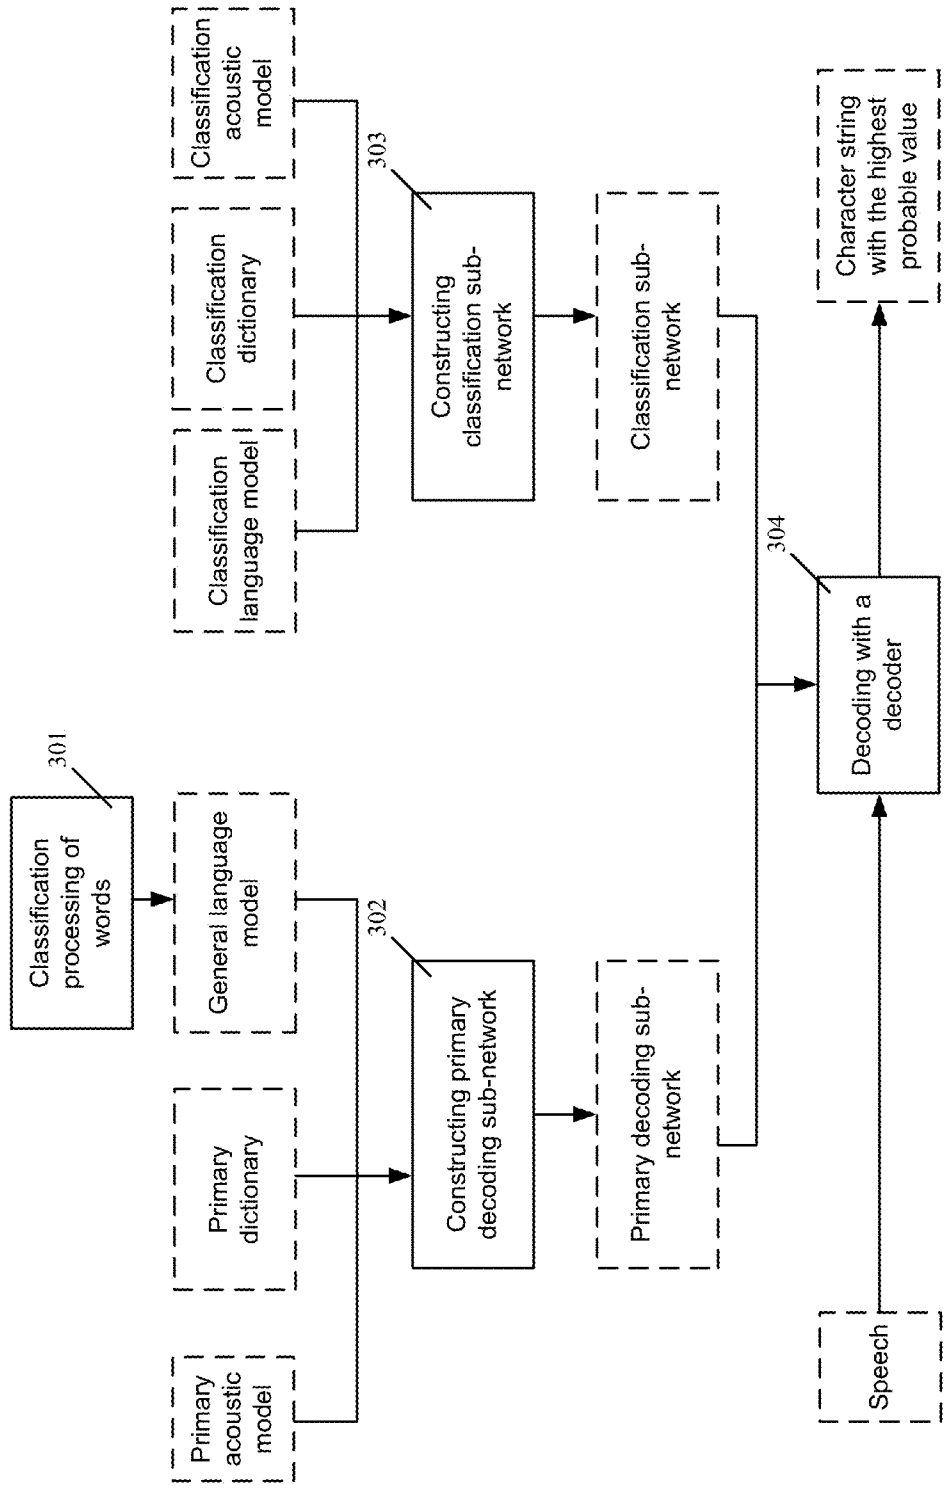 301
Classification
processing of
words
Primary
acoustic
model
Primary
dictionary
General language
model
Classification
language model
Classification
dictionary
Classification
acoustic
model
302
Constructing primary
decoding sub-network
303
Constructing
classification sub-
network
Primary decoding sub-
network
Classification sub-
network
304
Speech
Decoding with a
decoder
Character string
with the highest
probable value